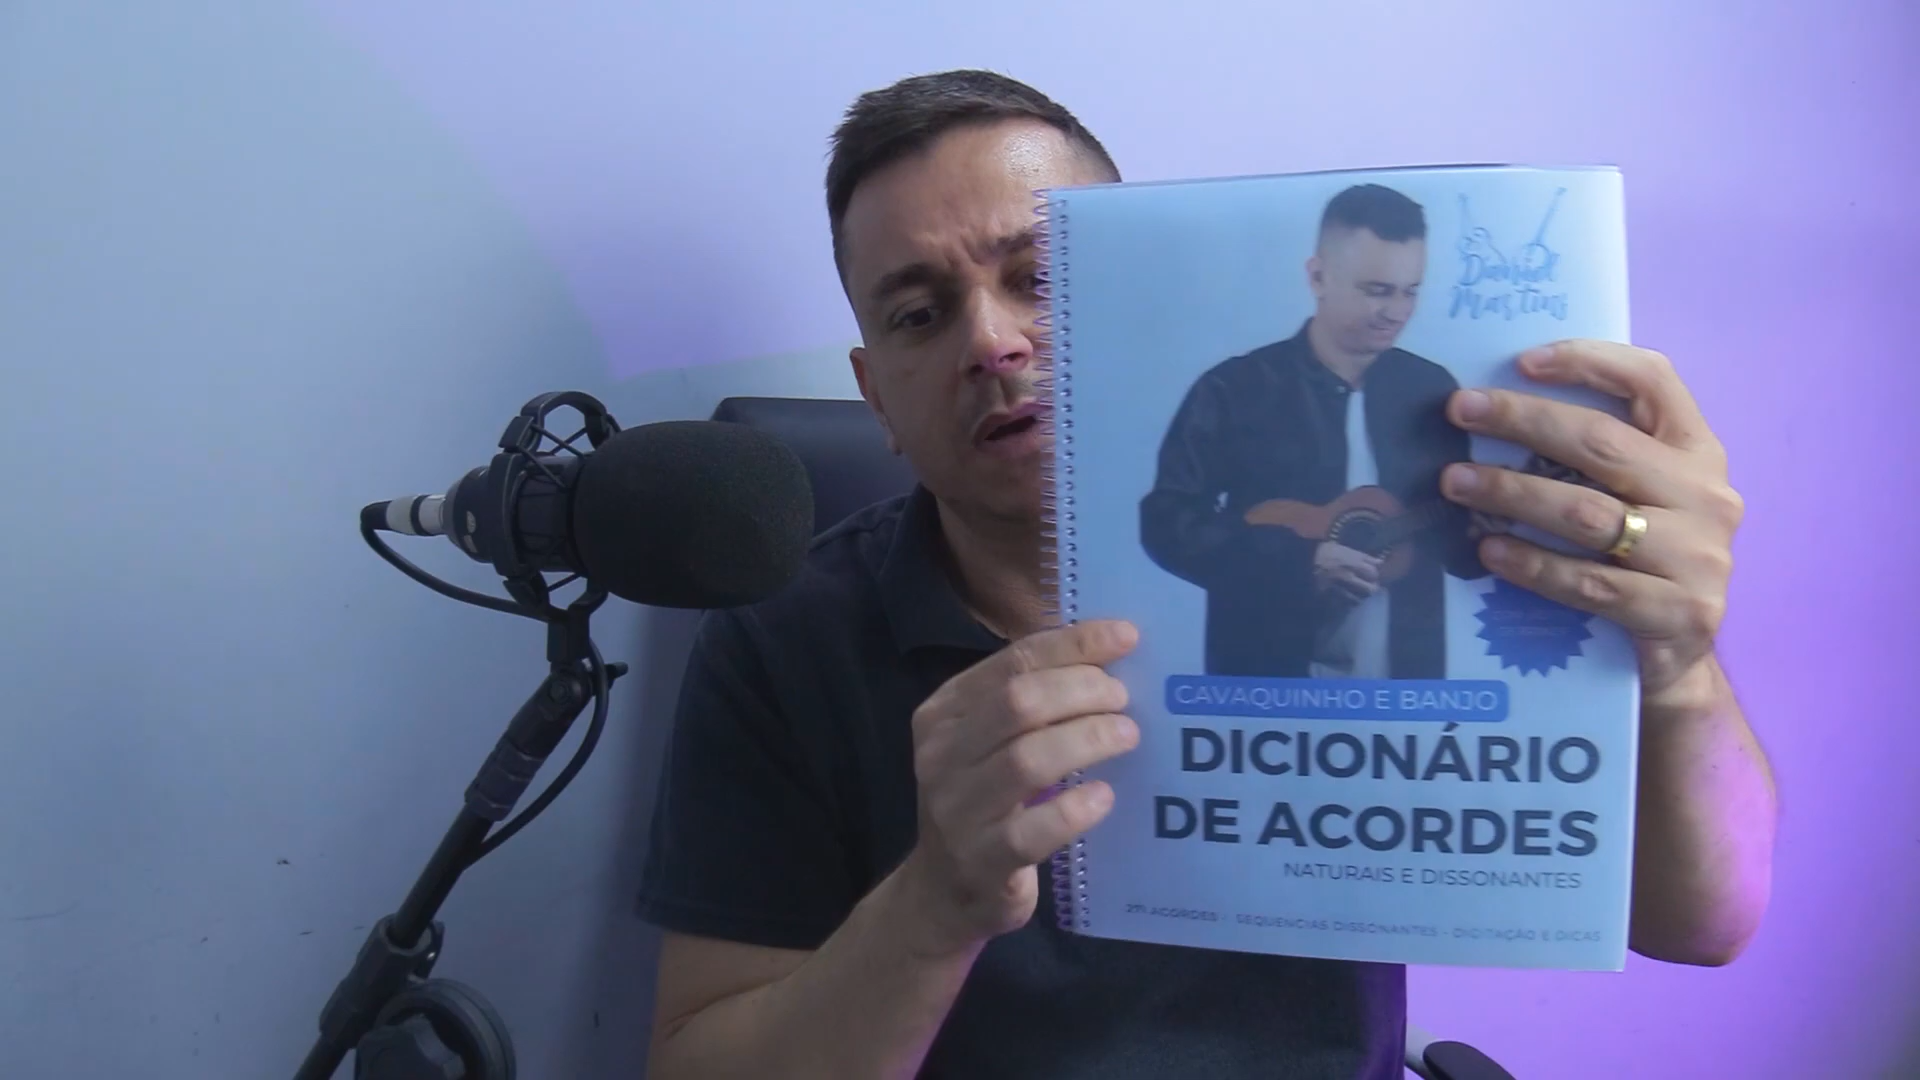 Daniel
Martins
CAVAQUINHO E BANJO
DICIONÁRIO
DE ACORDES
NATURAIS E DISSONANTES
ACORDES - SEQUENCIAS DISSONANTES - DIGITAÇÃO E DICAS